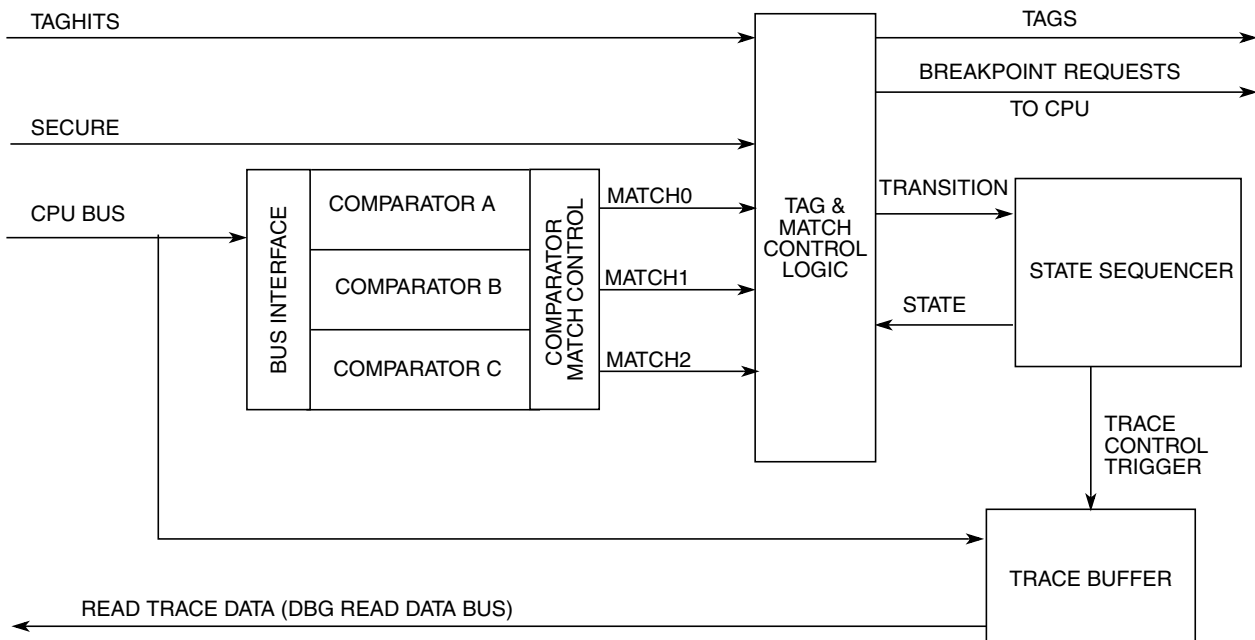 TAGHITS
TAGS
BREAKPOINT REQUESTS
TO CPU
SECURE
CPU BUS
BUS INTERFACE
COMPARATOR A
COMPARATOR B
COMPARATOR C
COMPARATOR
MATCH CONTROL
MATCH0
MATCH1
MATCH2
TAG &
MATCH
CONTROL
LOGIC
TRANSITION
STATE
STATE SEQUENCER
TRACE
CONTROL
TRIGGER
TRACE BUFFER
READ TRACE DATA (DBG READ DATA BUS)